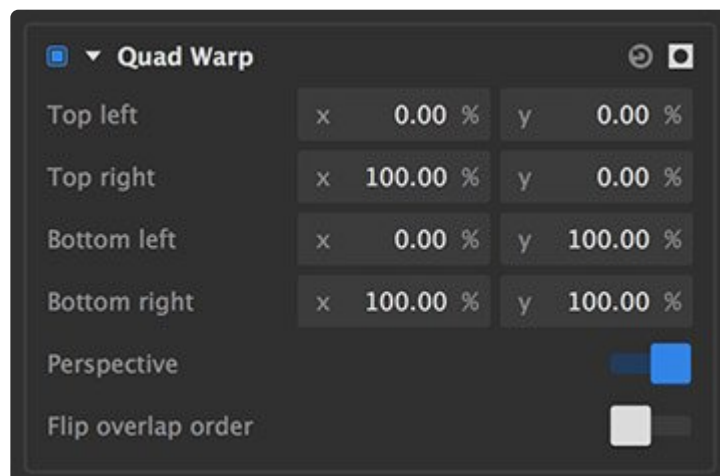 Quad Warp
Top left x 0.00 % y 0.00 %
Top right x 100.00 % y 0.00 %
Bottom left x 0.00 % y 100.00 %
Bottom right x 100.00 % y 100.00 %
Perspective
Flip overlap order